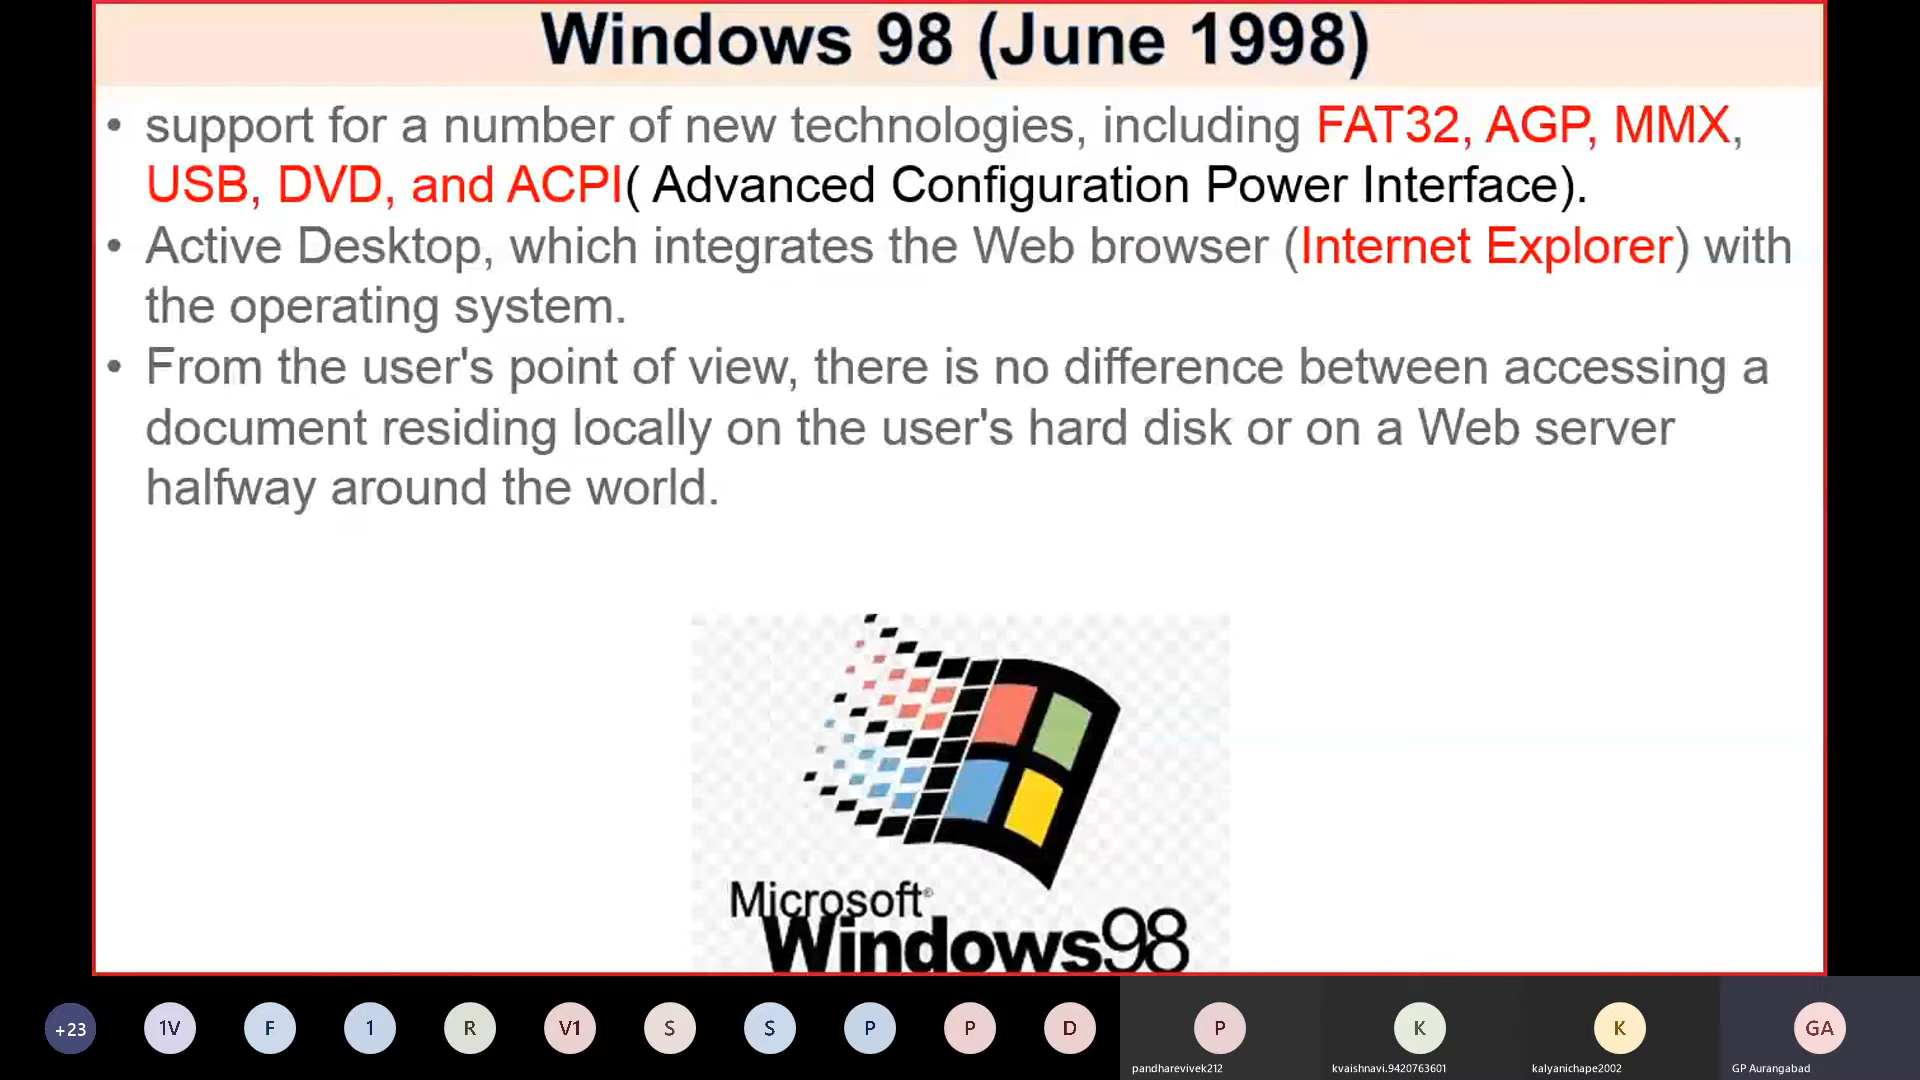 Windows 98 (June 1998)
• support for a number of new technologies, including FAT32, AGP, MMX,
USB, DVD, and ACPI( Advanced Configuration Power Interface).
• Active Desktop, which integrates the Web browser (Internet Explorer) with
the operating system.
• From the user's point of view, there is no difference between accessing a
document residing locally on the user's hard disk or on a Web server
halfway around the world.
Microsoft®
Windows98
+23 1V F 1 R V1 S S P P D P K K GA
pandharevivek212 kvaishnavi.9420763601 kalyanichape2002 GP Aurangabad